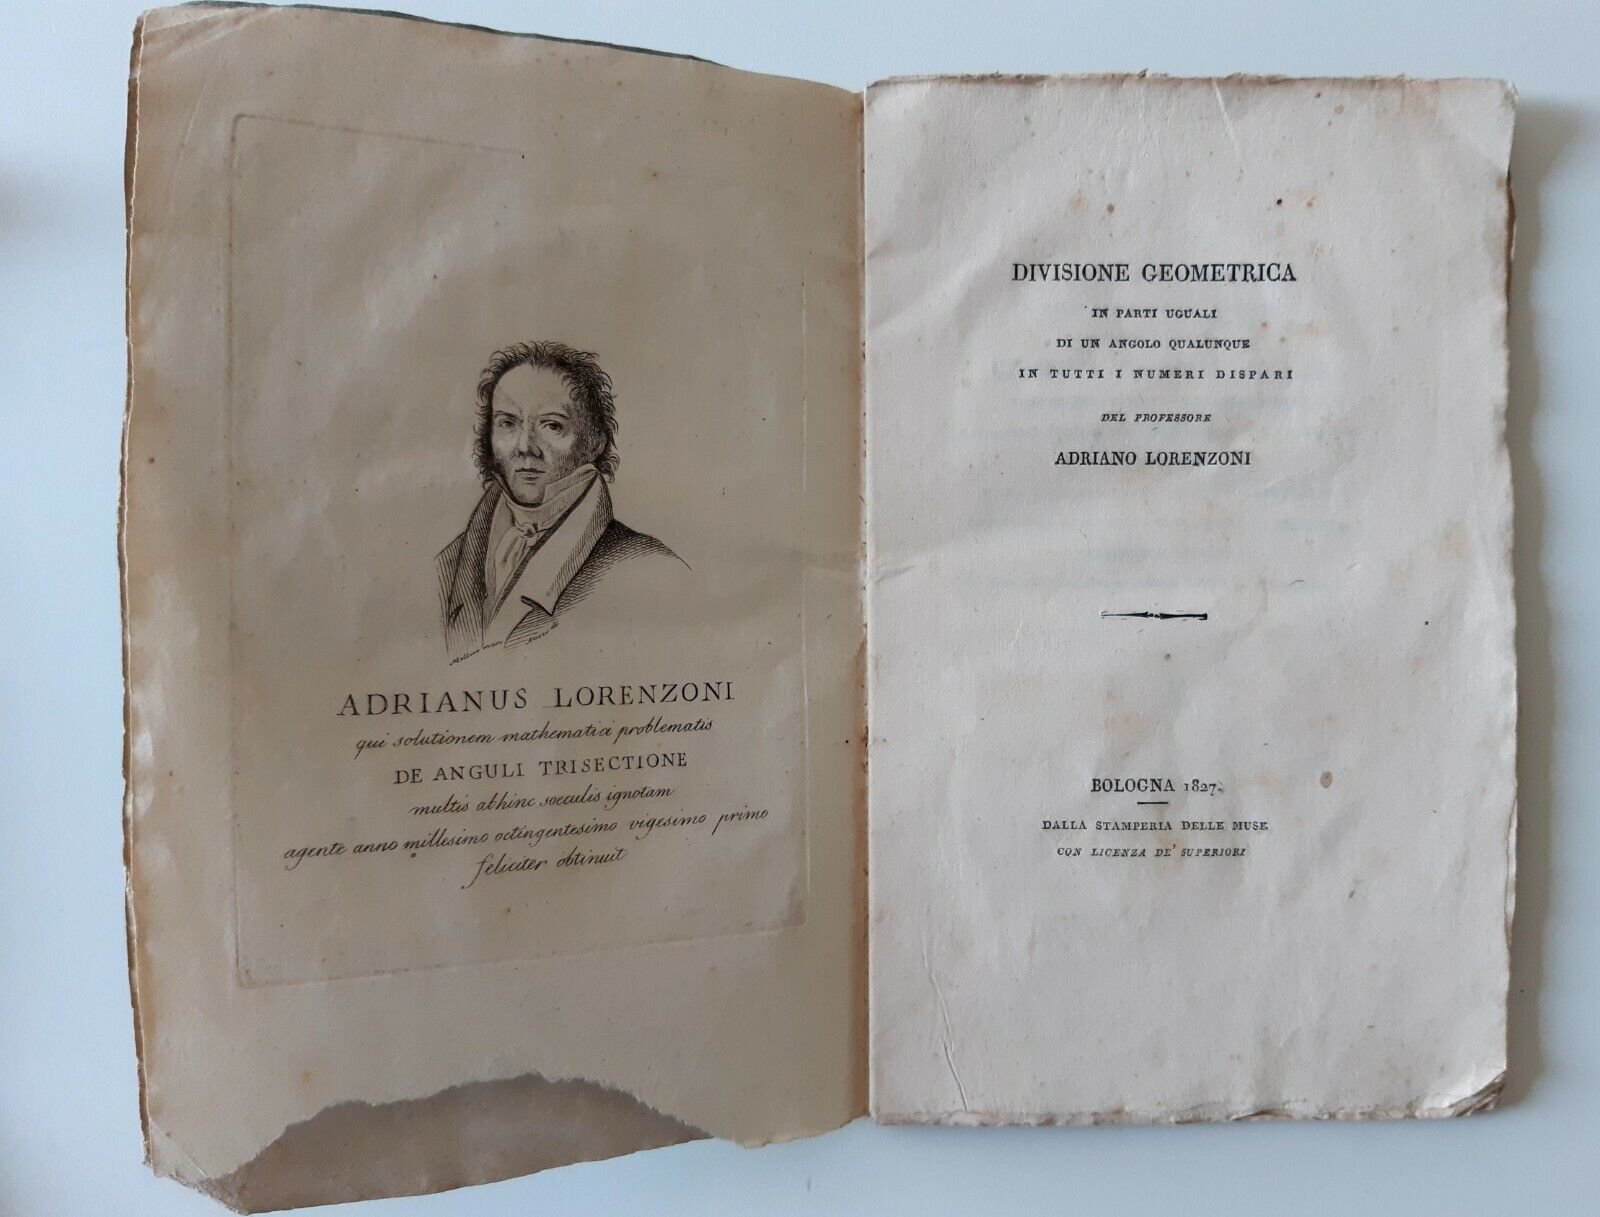 ADRIANUS LORENZONI
qui solutionem mathematici problematis
DE ANGULI TRISECTIONE
multis abhinc soeculis ignotam
agente anno millesimo octingentesimo vigesimo primo
feliciter obtinuit
DIVISIONE GEOMETRICA
IN PARTI UGUALI
DI UN ANGOLO QUALUNQUE
IN TUTTI I NUMERI DISPARI
DEL PROFESSORE
ADRIANO LORENZONI
BOLOGNA 1827.
DALLA STAMPERIA DELLE MUSE
CON LICENZA DE' SUPERIORI